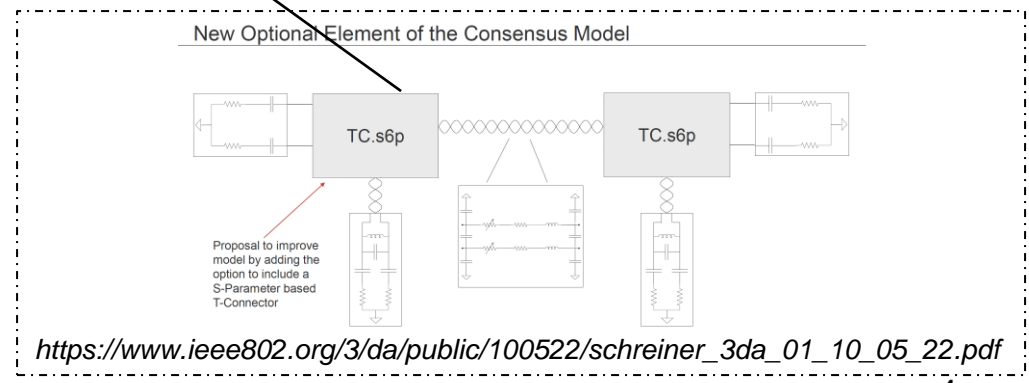 New Optional Element of the Consensus Model
TC.s6p
TC.s6p
Proposal to improve
model by adding the
option to include a
S-Parameter based
T-Connector
https://www.ieee802.org/3/da/public/100522/schreiner_3da_01_10_05_22.pdf